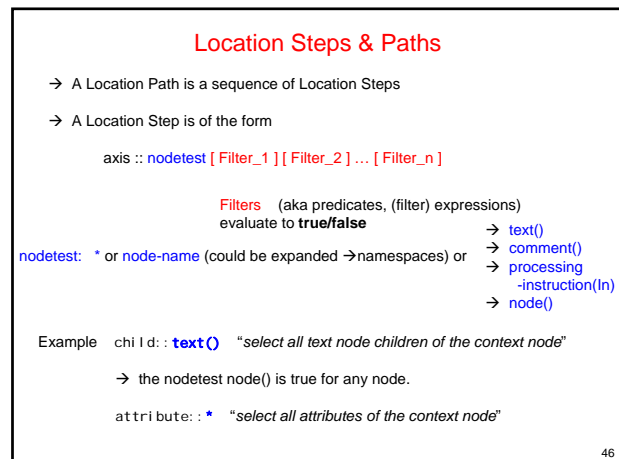 Location Steps & Paths
→ A Location Path is a sequence of Location Steps
→ A Location Step is of the form
axis :: nodetest [ Filter_1 ] [ Filter_2 ] … [ Filter_n ]
Filters (aka predicates, (filter) expressions)
evaluate to true/false
nodetest: * or node-name (could be expanded →namespaces) or
→ text()
→ comment()
→ processing
-instruction(ln)
→ node()
Example child::text() “select all text node children of the context node”
→ the nodetest node() is true for any node.
attribute::* “select all attributes of the context node”
46